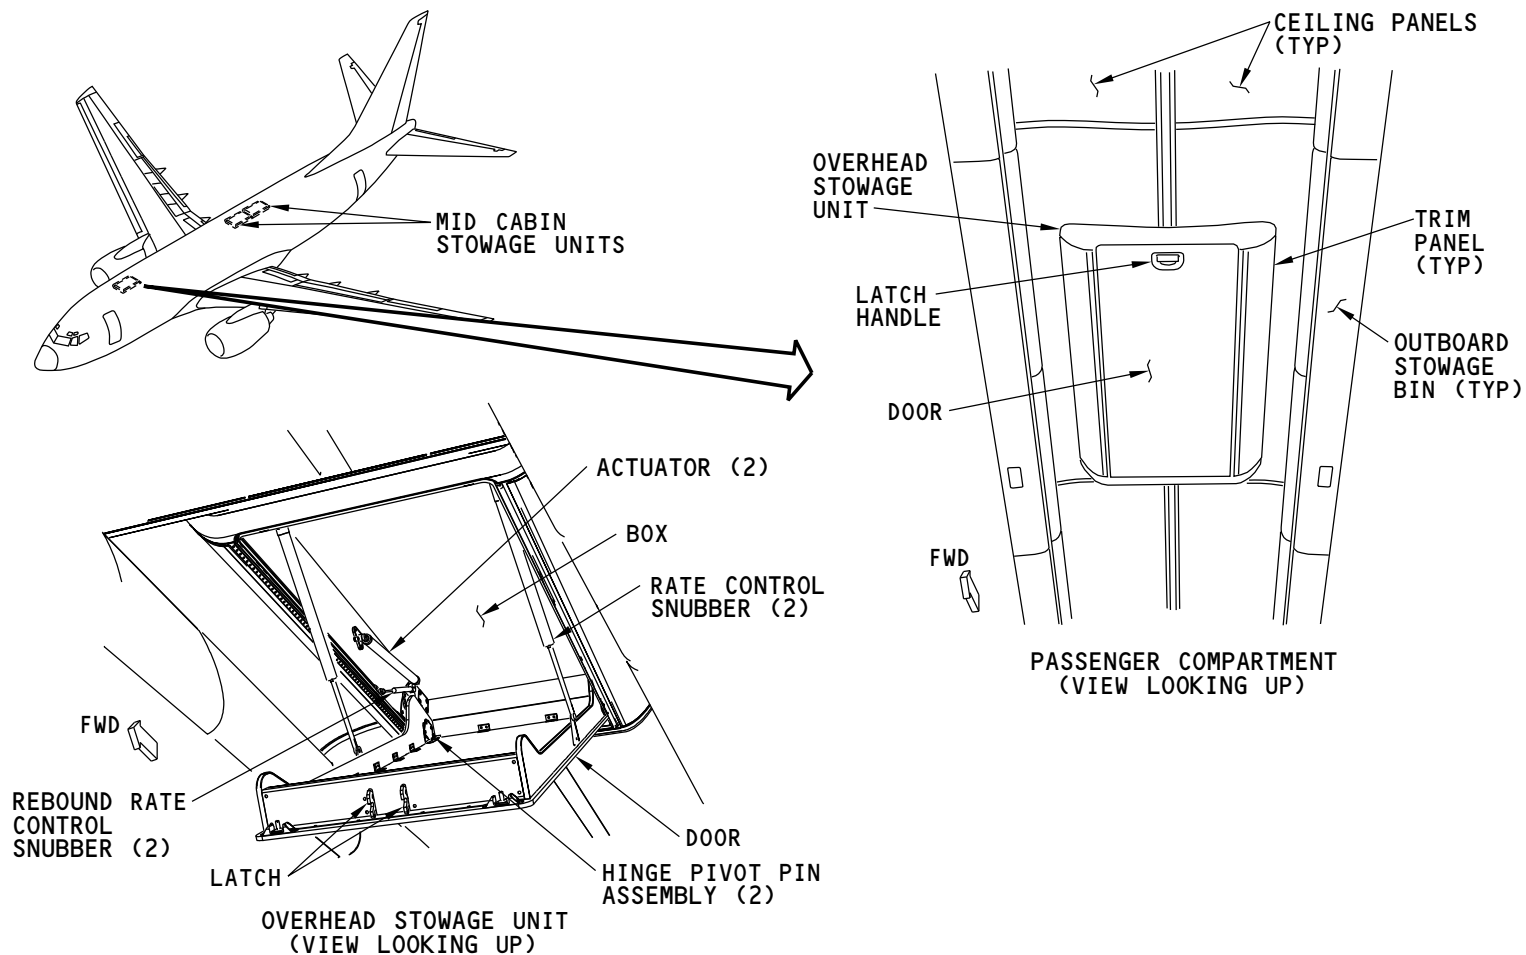 MID CABIN
STOWAGE UNITS
CEILING PANELS
(TYP)
OVERHEAD
STOWAGE
UNIT
TRIM
PANEL
(TYP)
LATCH
HANDLE
OUTBOARD
STOWAGE
BIN (TYP)
DOOR
FWD
PASSENGER COMPARTMENT
(VIEW LOOKING UP)
ACTUATOR (2)
BOX
RATE CONTROL
SNUBBER (2)
FWD
REBOUND RATE
CONTROL
SNUBBER (2)
LATCH
DOOR
HINGE PIVOT PIN
ASSEMBLY (2)
OVERHEAD STOWAGE UNIT
(VIEW LOOKING UP)